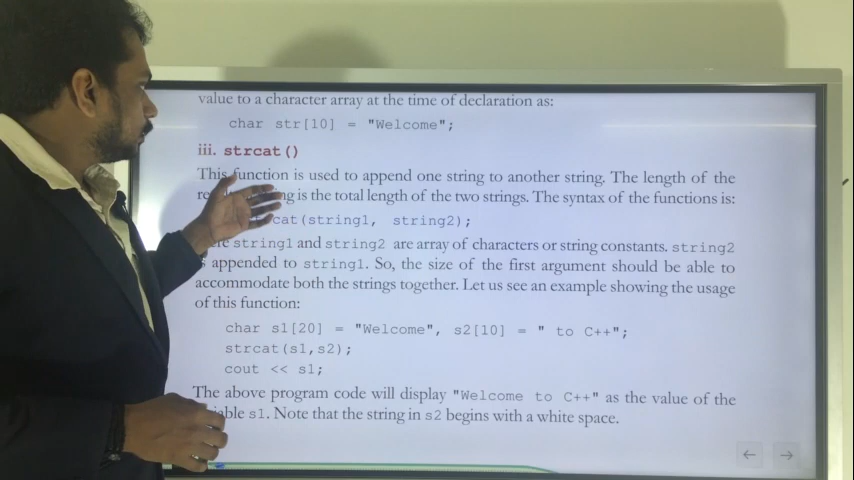 value to a character array at the time of declaration as:
char str[10] = "Welcome";
iii. strcat()
This function is used to append one string to another string. The length of the
is the total length of the two strings. The syntax of the functions is:
cat(string1, string2);
string1 and string2 are array of characters or string constants. string2
appended to string1. So, the size of the first argument should be able to
accommodate both the strings together. Let us see an example showing the usage
of this function:
char s1[20] = "Welcome", s2[10] = " to C++";
strcat(s1,s2);
cout << s1;
The above program code will display "Welcome to C++" as the value of the
s1. Note that the string in s2 begins with a white space.